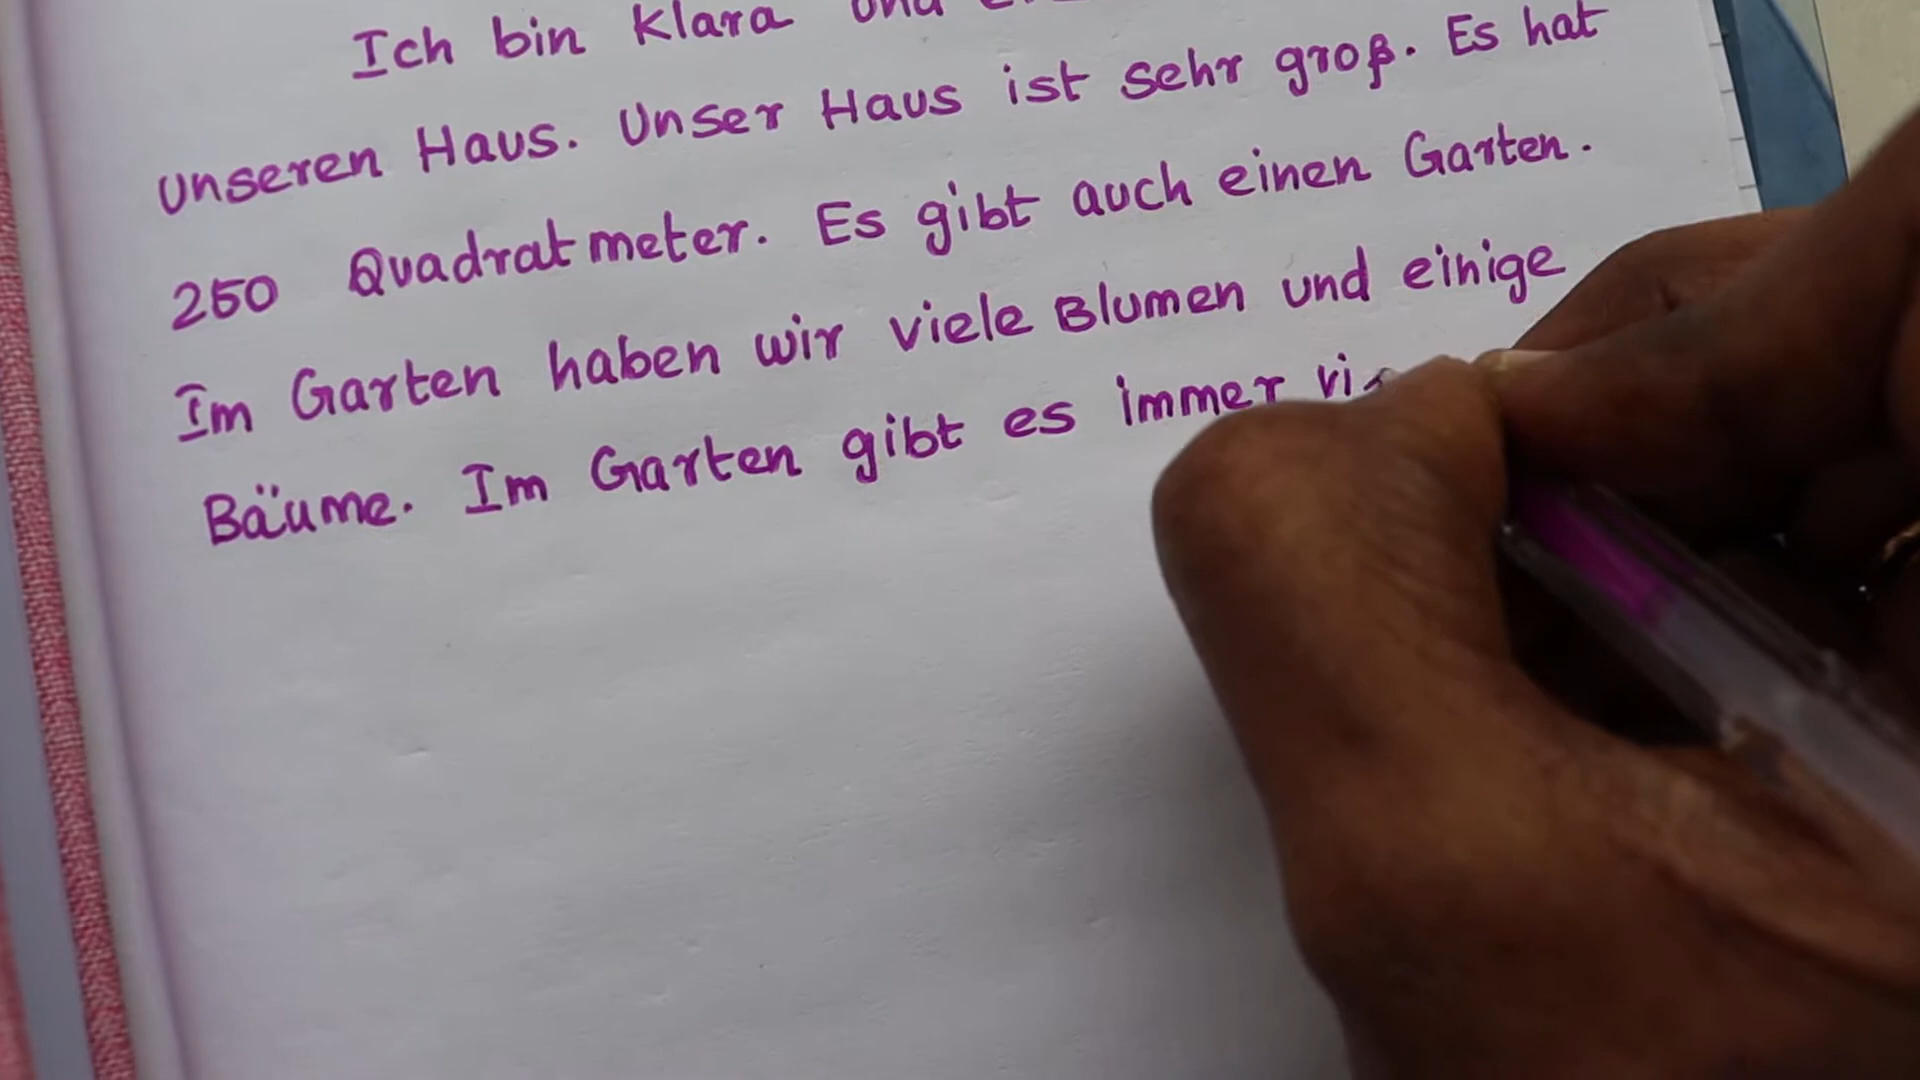 Ich bin Klara und
unseren Haus. Unser Haus ist sehr groß. Es hat
250 Quadratmeter. Es gibt auch einen Garten.
Im Garten haben wir viele Blumen und einige
Bäume. Im Garten gibt es immer